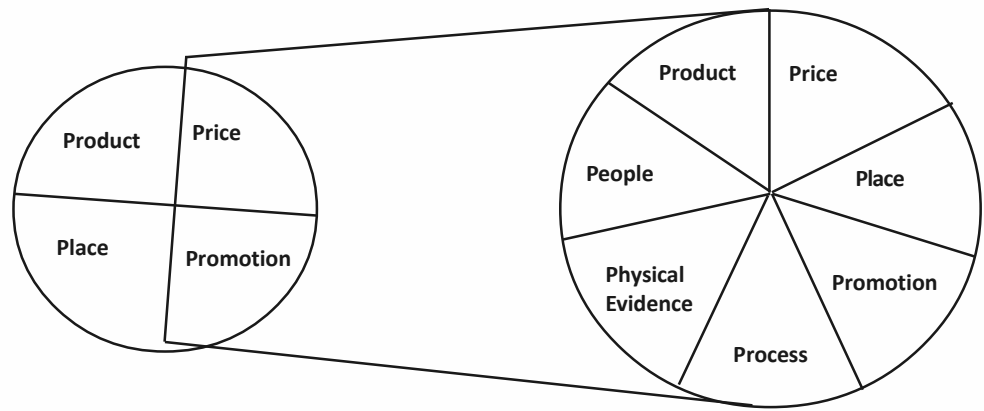 Product
Price
Place
Promotion
Product
Price
People
Place
Physical
Evidence
Promotion
Process